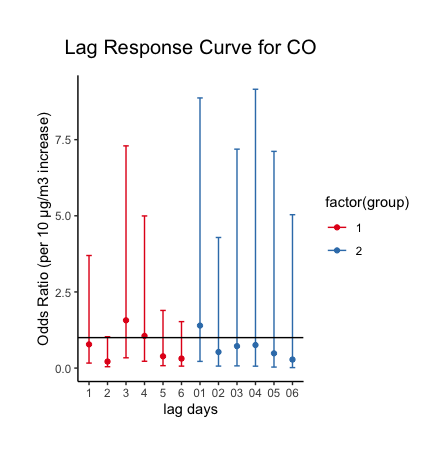 Lag Response Curve for CO
Odds Ratio (per 10 µg/m3 increase)
7.5
5.0
2.5
0.0
1 2 3 4 5 6 01 02 03 04 05 06
lag days
factor(group)
1
2